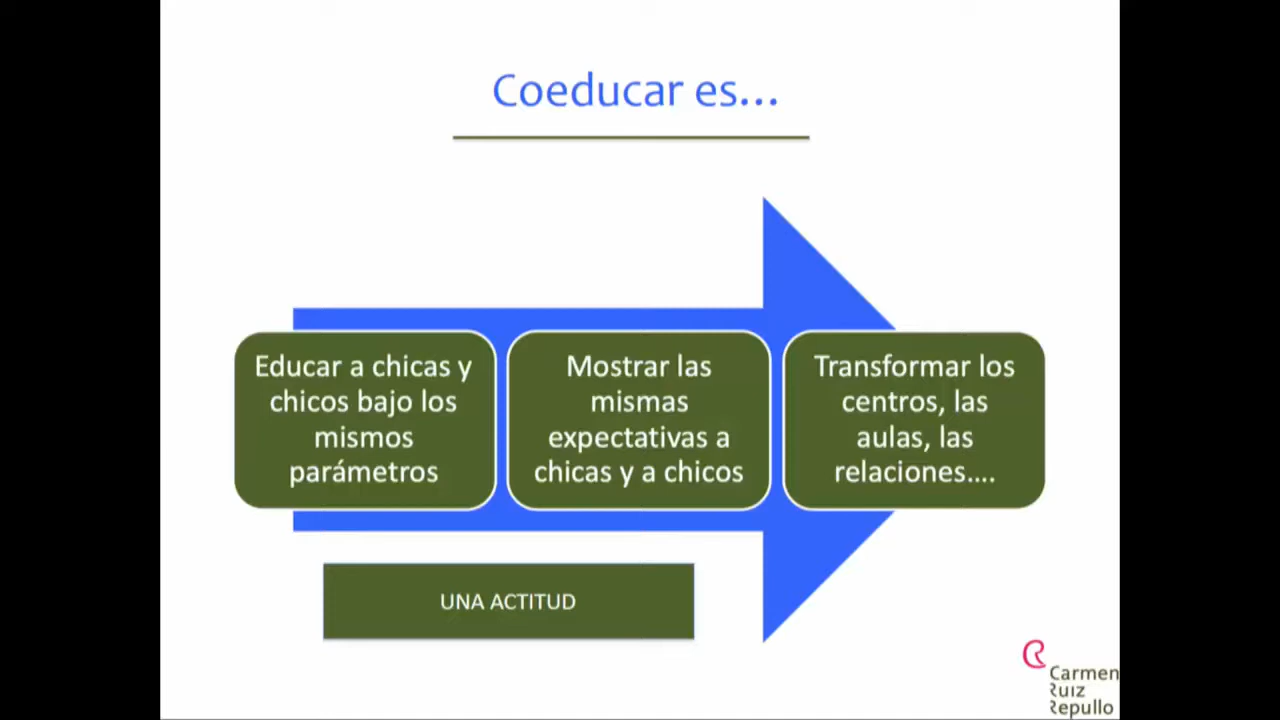 Coeducar es...
Educar a chicas y
chicos bajo los
mismos
parámetros
Mostrar las
mismas
expectativas a
chicas y a chicos
Transformar los
centros, las
aulas, las
relaciones....
UNA ACTITUD
Carmen
Ruiz
Repullo